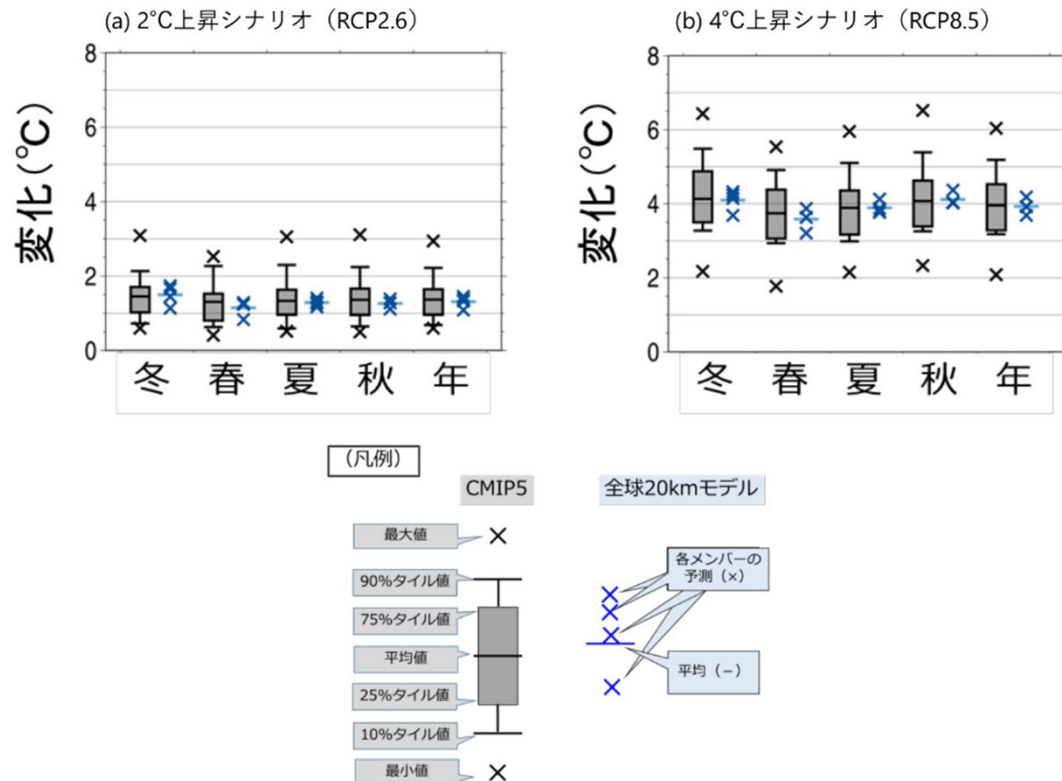 (a) 2℃上昇シナリオ（RCP2.6）
(b) 4℃上昇シナリオ（RCP8.5）
変化(℃)
8
6
4
2
0
冬 春 夏 秋 年
変化(℃)
8
6
4
2
0
冬 春 夏 秋 年
（凡例）
CMIP5
全球20kmモデル
最大値
90%タイル値
75%タイル値
平均値
25%タイル値
10%タイル値
最小値
各メンバーの
予測（×）
平均（−）